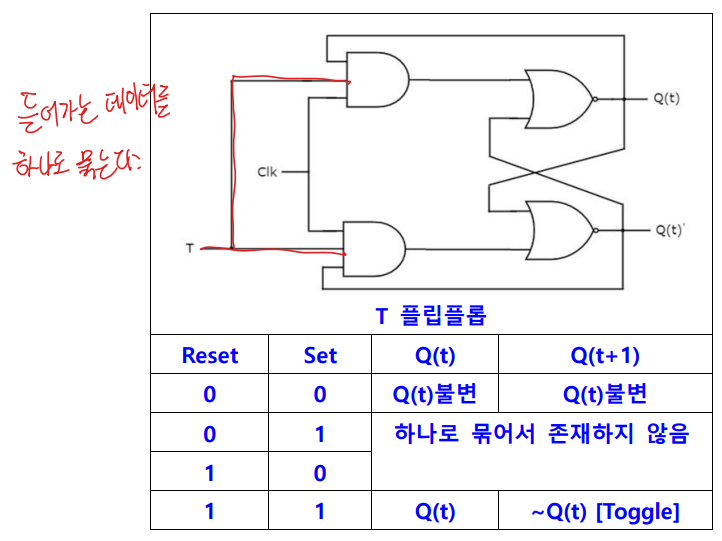 들어가는 데이터를
하나로 묶는다.
Q(t)
Clk
T
Q(t)'
T 플립플롭
Reset Set Q(t) Q(t+1)
0 0 Q(t)불변 Q(t)불변
0 1 하나로 묶어서 존재하지 않음
1 0
1 1 Q(t) ~Q(t) [Toggle]